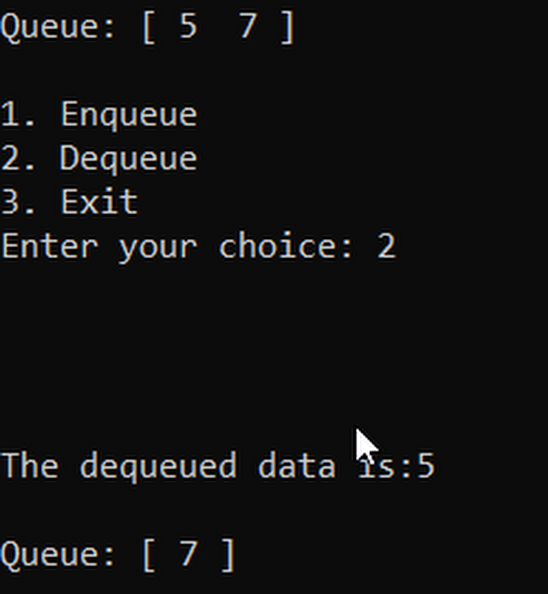 Queue: [ 5  7 ]
1. Enqueue
2. Dequeue
3. Exit
Enter your choice: 2
The dequeued data is:5
Queue: [ 7 ]